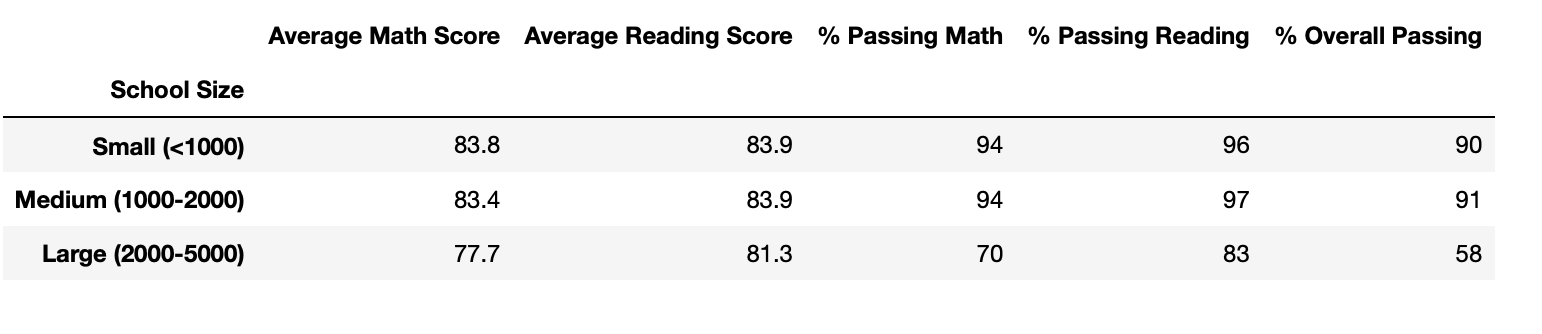 Average Math Score Average Reading Score % Passing Math % Passing Reading % Overall Passing
School Size
Small (<1000) 83.8 83.9 94 96 90
Medium (1000-2000) 83.4 83.9 94 97 91
Large (2000-5000) 77.7 81.3 70 83 58